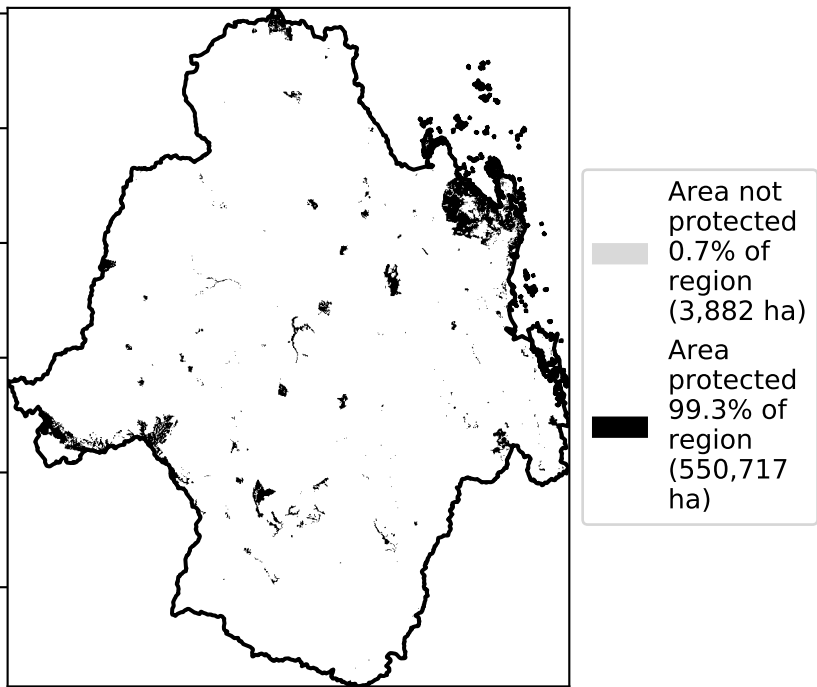 Area not
protected
0.7% of
region
(3,882 ha)
Area
protected
99.3% of
region
(550,717
ha)